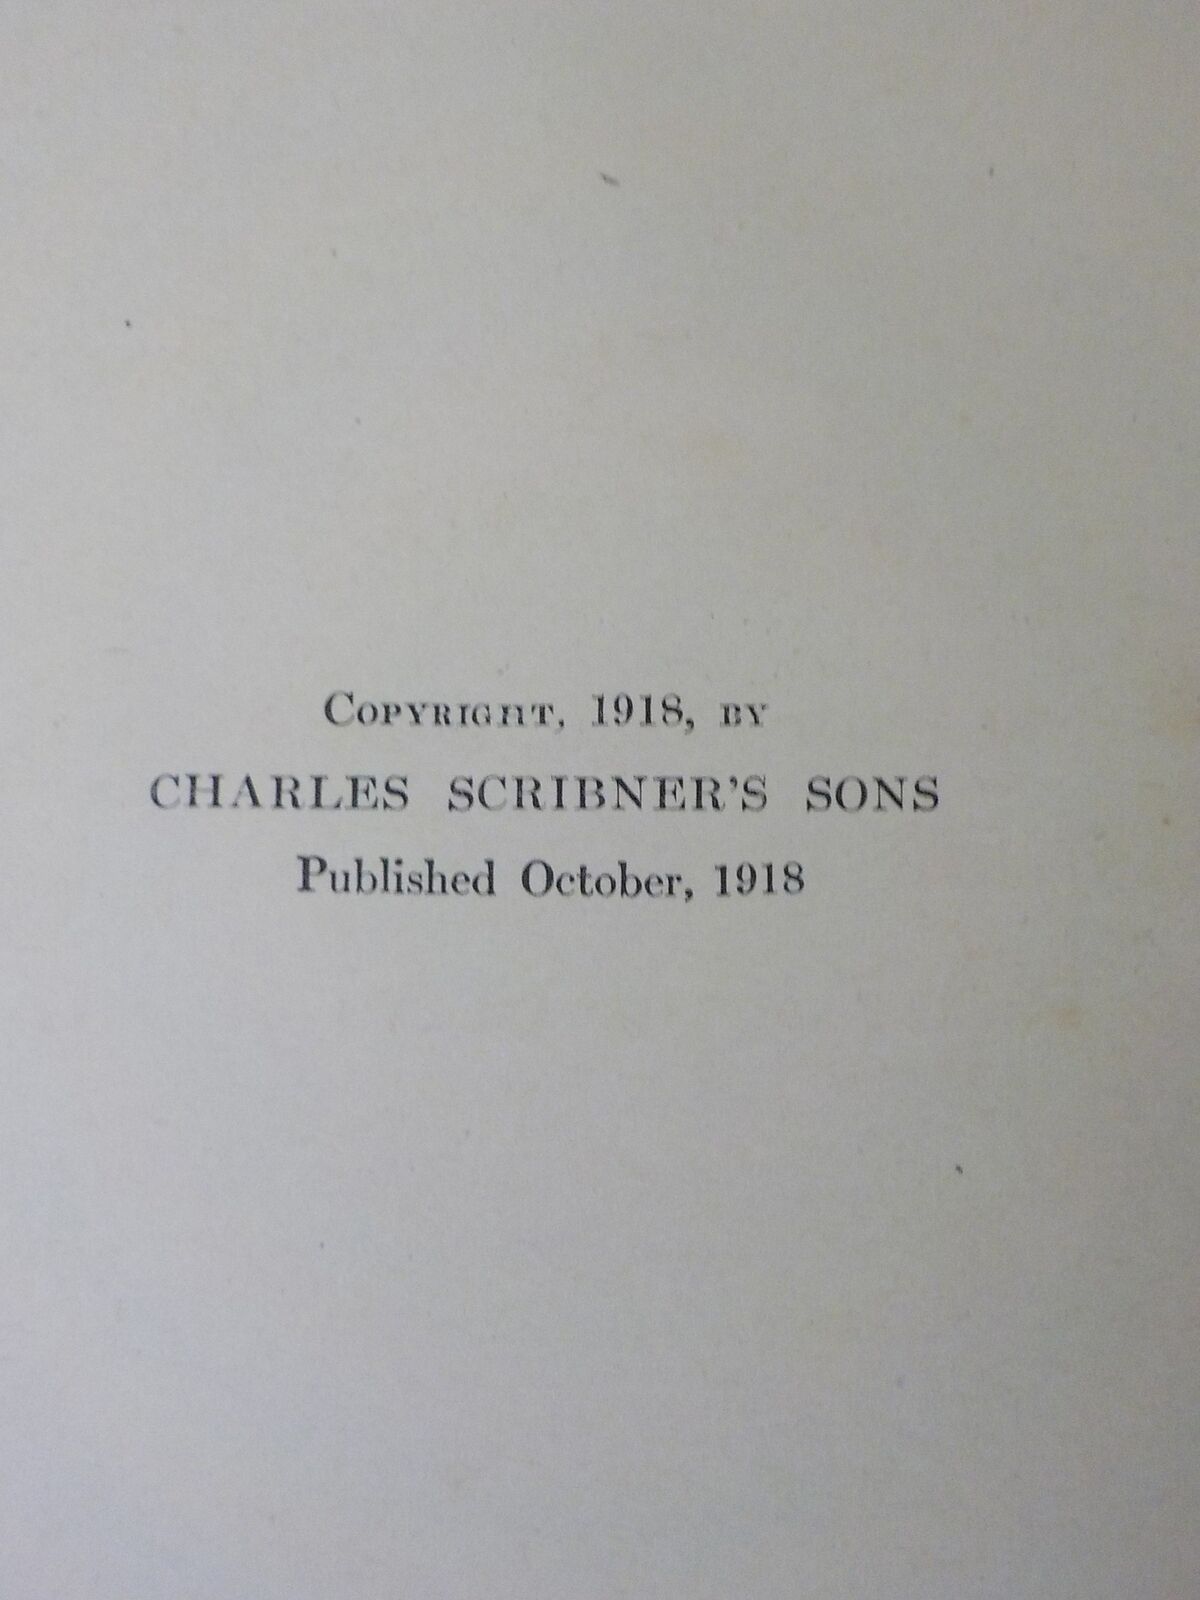 Copyright, 1918, by
CHARLES SCRIBNER'S SONS
Published October, 1918